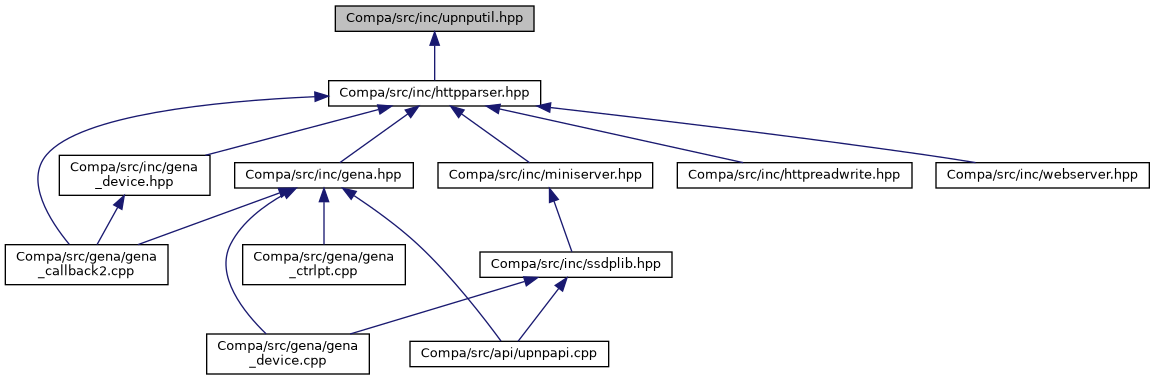 Compa/src/inc/upnputil.hpp
Compa/src/inc/httpparser.hpp
Compa/src/inc/gena
_device.hpp
Compa/src/inc/gena.hpp
Compa/src/inc/miniserver.hpp
Compa/src/inc/httpreadwrite.hpp
Compa/src/inc/webserver.hpp
Compa/src/gena/gena
_callback2.cpp
Compa/src/gena/gena
_ctrlpt.cpp
Compa/src/inc/ssdplib.hpp
Compa/src/gena/gena
_device.cpp
Compa/src/api/upnpapi.cpp